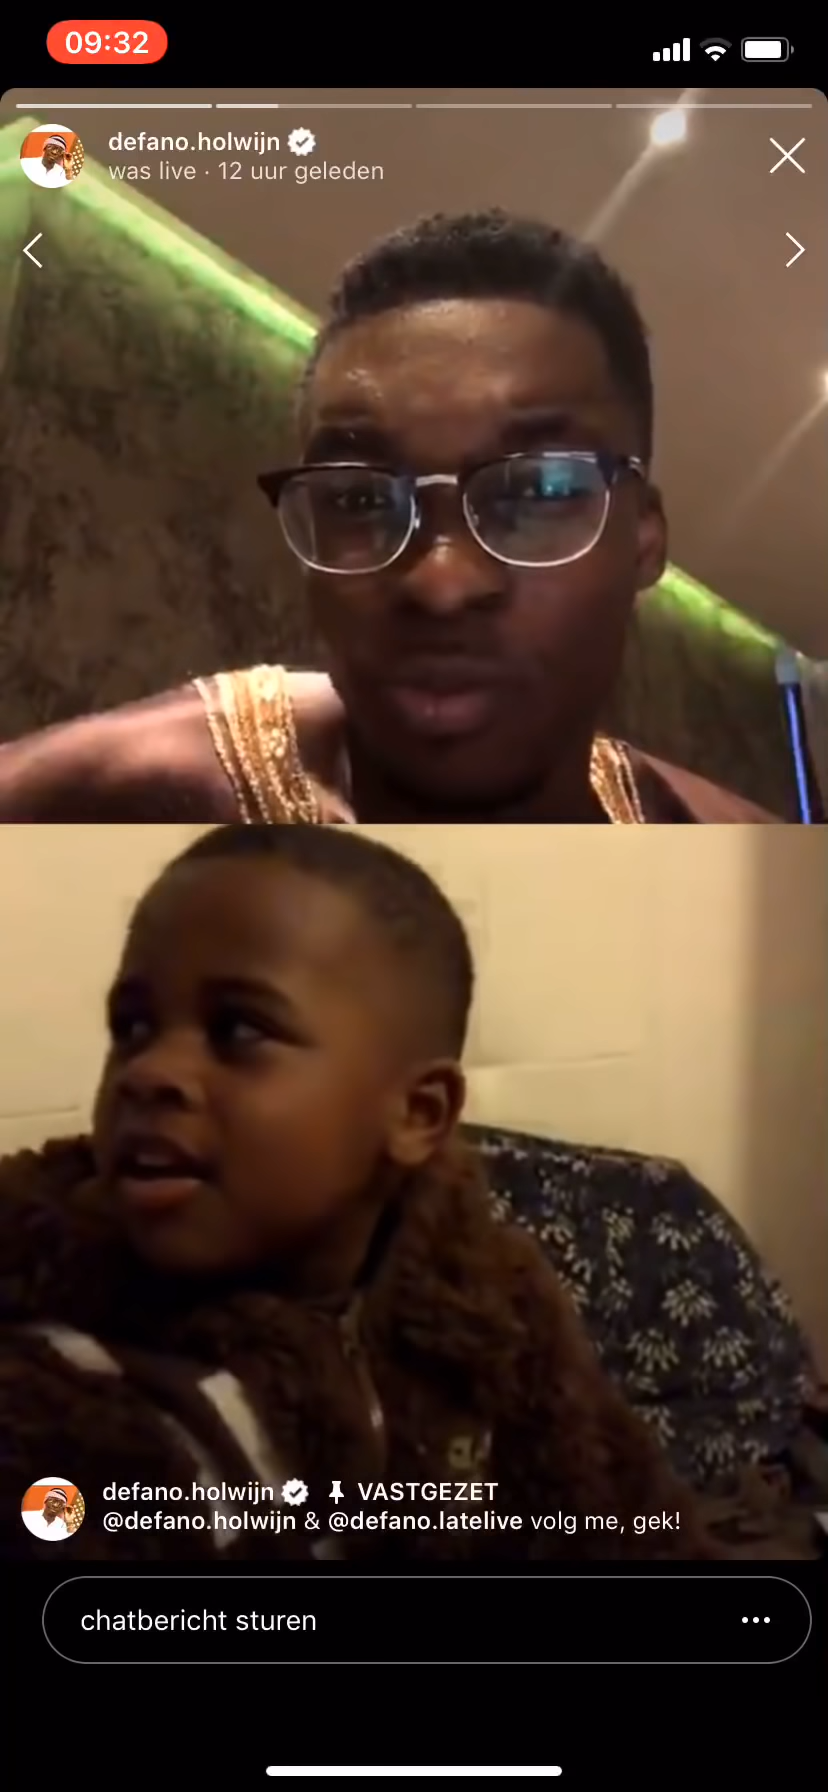 09:32
defano.holwijn
was live · 12 uur geleden
defano.holwijn VASTGEZET
@defano.holwijn & @defano.latelive volg me, gek!
chatbericht sturen